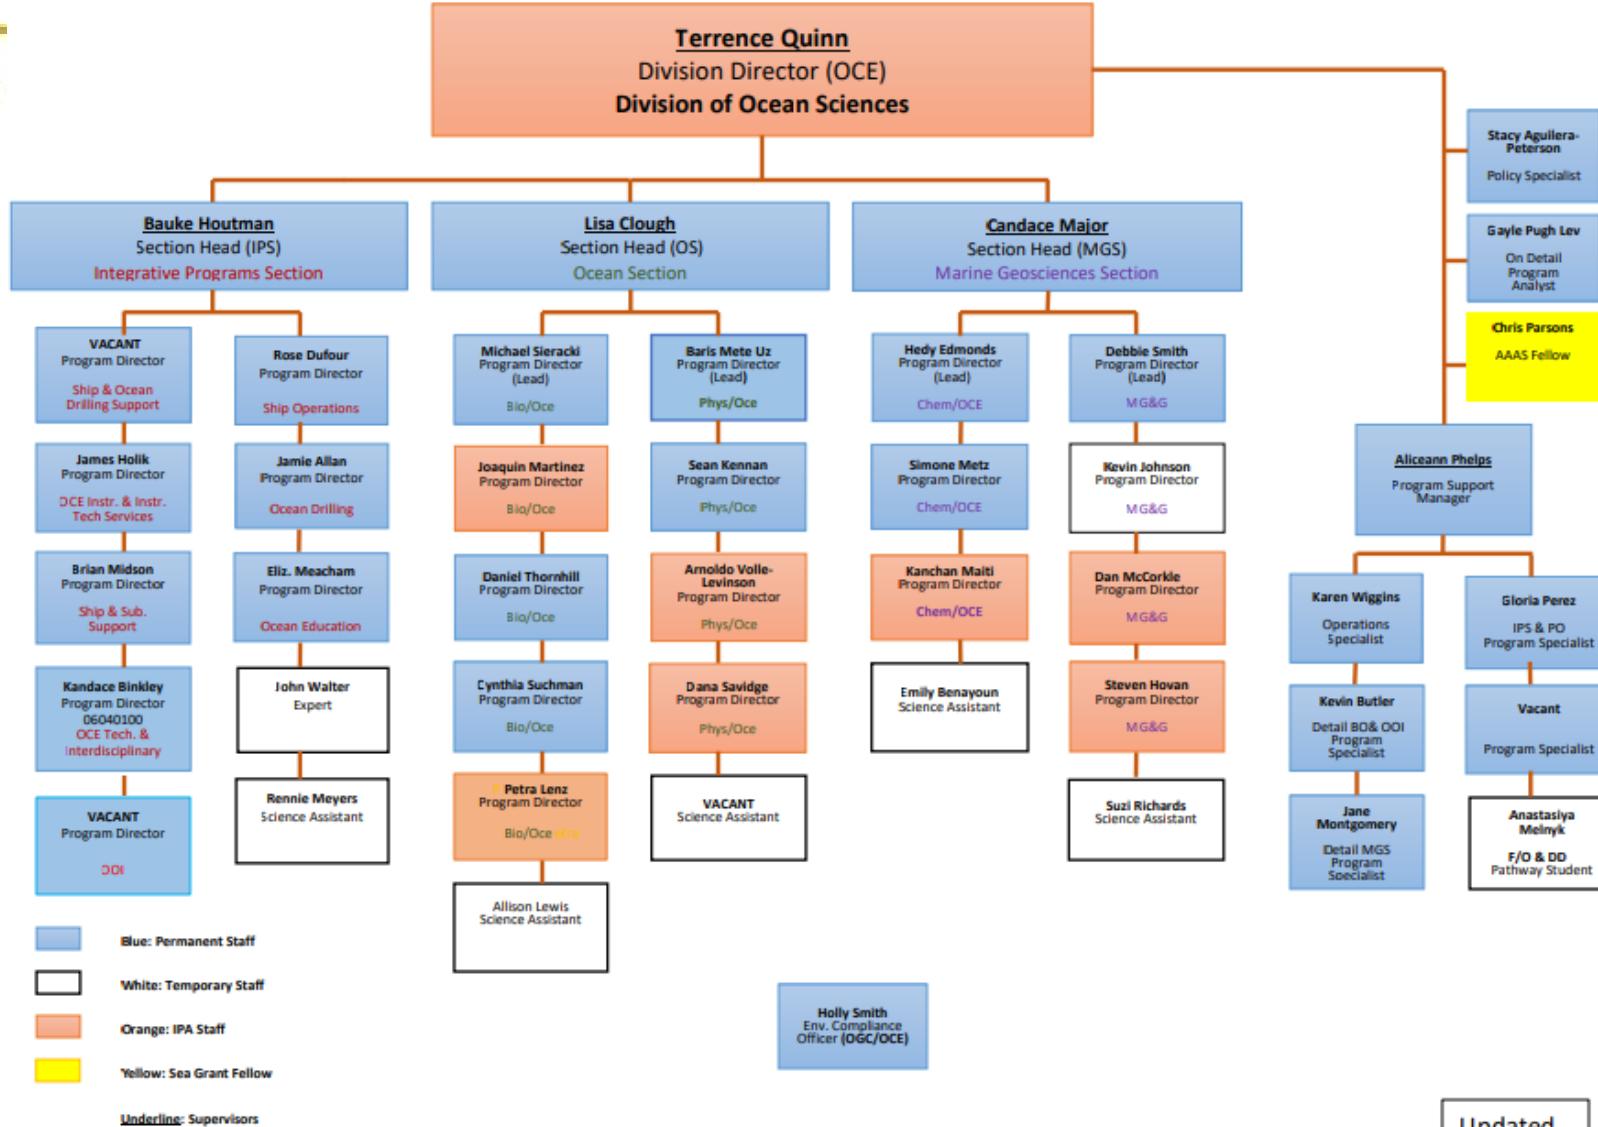 Terrence Quinn
Division Director (OCE)
Division of Ocean Sciences
Stacy Aguilera-
Peterson
Policy Specialist
Gayle Pugh Lev
On Detail
Program
Analyst
Chris Parsons
AAAS Fellow
Bauke Houtman
Section Head (IPS)
Integrative Programs Section
Lisa Clough
Section Head (OS)
Ocean Section
Candace Major
Section Head (MGS)
Marine Geosciences Section
VACANT
Program Director
Ship & Ocean
Drilling Support
James Holik
Program Director
OCE Instr. & Instr.
Tech Services
Brian Midson
Program Director
Ship & Sub.
Support
Kandace Binkley
Program Director
06040100
OCE Tech. &
Interdisciplinary
VACANT
Program Director
OOI
Rose Dufour
Program Director
Ship Operations
Jamie Allan
Program Director
Ocean Drilling
Eliz. Meacham
Program Director
Ocean Education
John Walter
Expert
Rennie Meyers
Science Assistant
Michael Sieracki
Program Director
(Lead)
Bio/Oce
Joaquin Martinez
Program Director
Bio/Oce
Daniel Thornhill
Program Director
Bio/Oce
Cynthia Suchman
Program Director
Bio/Oce
Petra Lenz
Program Director
Bio/Oce
Allison Lewis
Science Assistant
Baris Mete Uz
Program Director
(Lead)
Phys/Oce
Sean Kennan
Program Director
Phys/Oce
Arnoldo Volle-
Levinson
Program Director
Phys/Oce
Dana Savidge
Program Director
Phys/Oce
VACANT
Science Assistant
Hedy Edmonds
Program Director
(Lead)
Chem/OCE
Simone Metz
Program Director
Chem/OCE
Kanchan Maiti
Program Director
Chem/OCE
Emily Benayoun
Science Assistant
Debbie Smith
Program Director
(Lead)
MG&G
Kevin Johnson
Program Director
MG&G
Dan McCorkle
Program Director
MG&G
Steven Hovan
Program Director
MG&G
Suzi Richards
Science Assistant
Aliceann Phelps
Program Support
Manager
Karen Wiggins
Operations
Specialist
Kevin Butler
Detail BO& OOI
Program
Specialist
Jane
Montgomery
Detail MGS
Program
Specialist
Gloria Perez
IPS & PO
Program Specialist
Vacant
Program Specialist
Anastasiya
Melnyk
F/O & DD
Pathway Student
Holly Smith
Env. Compliance
Officer (OGC/OCE)
Blue: Permanent Staff
White: Temporary Staff
Orange: IPA Staff
Yellow: Sea Grant Fellow
Underline: Supervisors
Updated